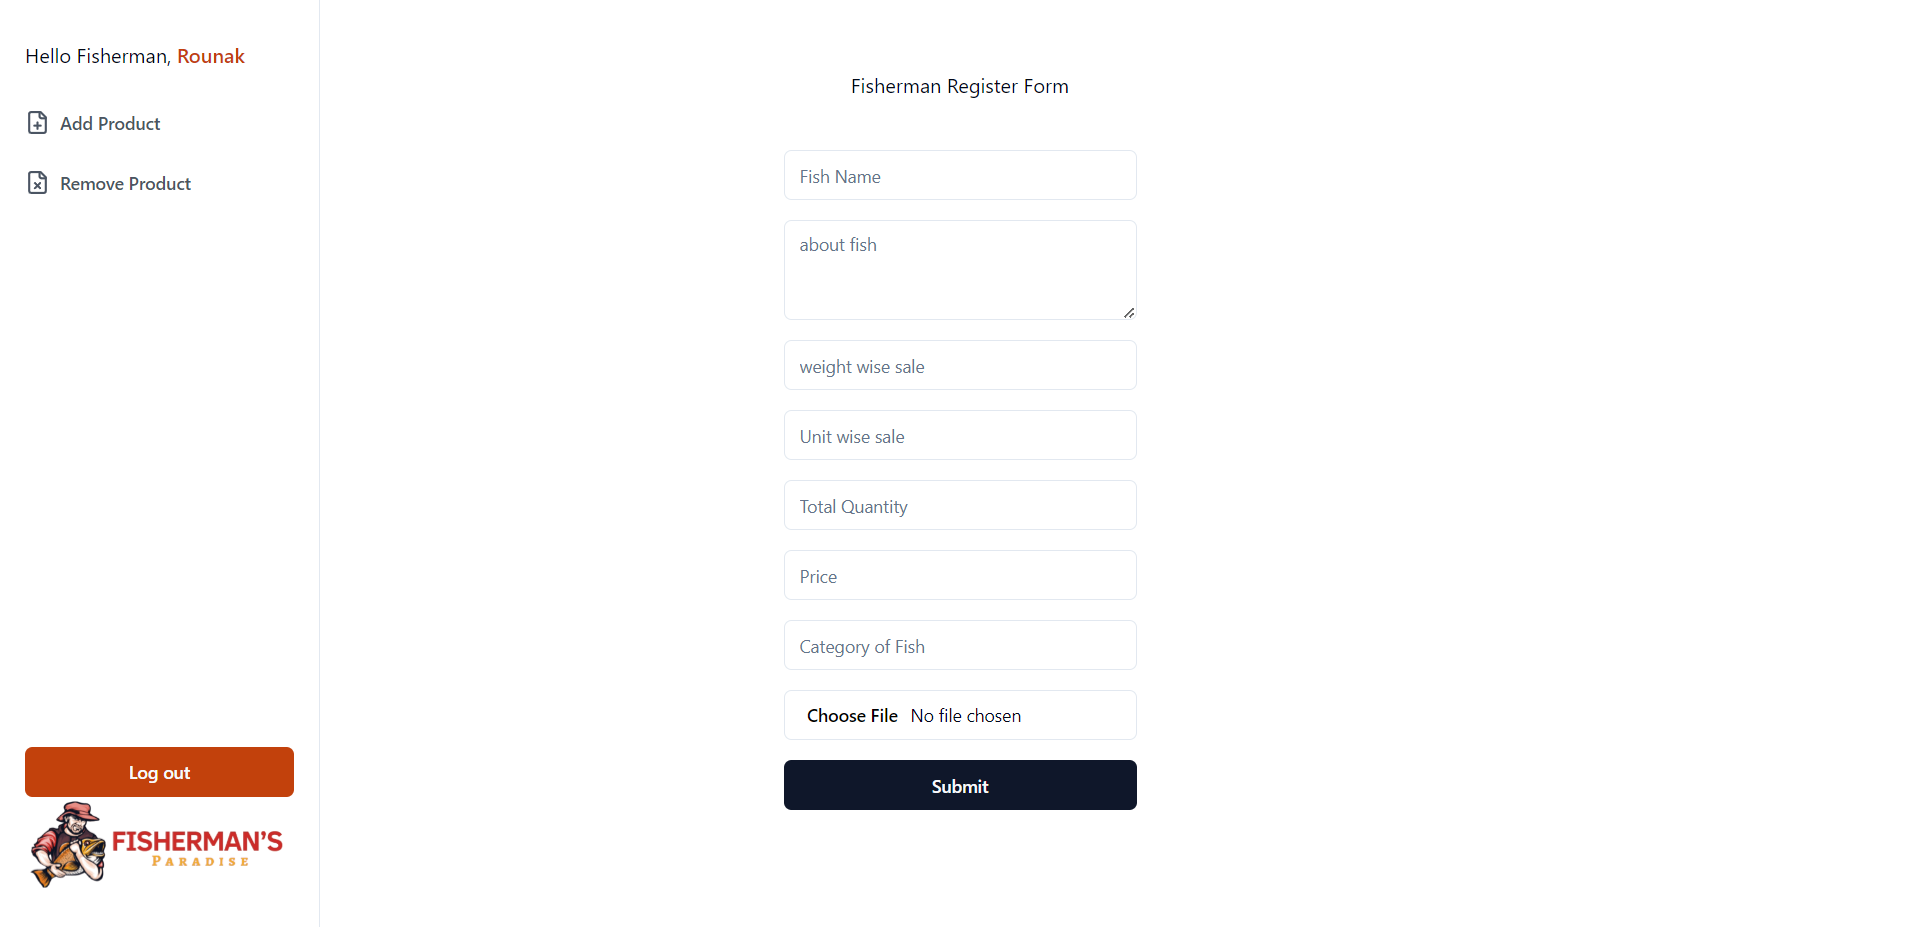 Hello Fisherman, Rounak
Add Product
Remove Product
Log out
FISHERMAN'S
PARADISE
Fisherman Register Form
Fish Name
about fish
weight wise sale
Unit wise sale
Total Quantity
Price
Category of Fish
Choose File No file chosen
Submit